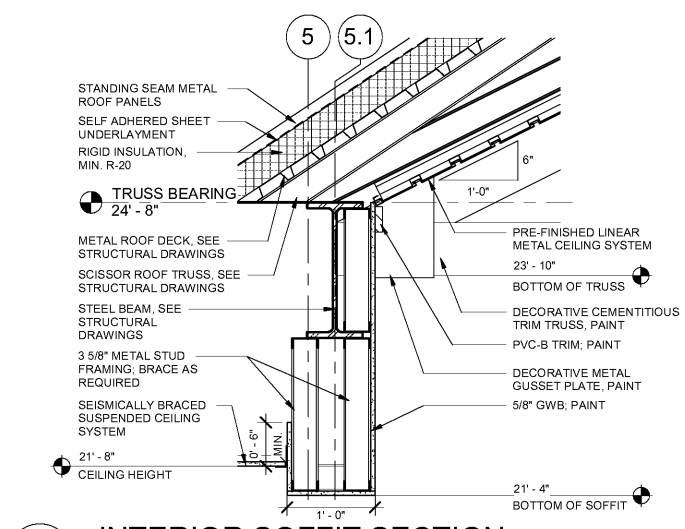 5
5.1
STANDING SEAM METAL
ROOF PANELS
SELF ADHERED SHEET
UNDERLAYMENT
RIGID INSULATION,
MIN. R-20
TRUSS BEARING
24' - 8"
METAL ROOF DECK, SEE
STRUCTURAL DRAWINGS
SCISSOR ROOF TRUSS, SEE
STRUCTURAL DRAWINGS
STEEL BEAM, SEE
STRUCTURAL
DRAWINGS
3 5/8" METAL STUD
FRAMING; BRACE AS
REQUIRED
SEISMICALLY BRACED
SUSPENDED CEILING
SYSTEM
21' - 8"
CEILING HEIGHT
0' - 6"
MIN.
1' - 0"
6"
1'-0"
PRE-FINISHED LINEAR
METAL CEILING SYSTEM
23' - 10"
BOTTOM OF TRUSS
DECORATIVE CEMENTITIOUS
TRIM TRUSS, PAINT
PVC-B TRIM; PAINT
DECORATIVE METAL
GUSSET PLATE, PAINT
5/8" GWB; PAINT
21' - 4"
BOTTOM OF SOFFIT
INTERIOR SOFFIT SECTION